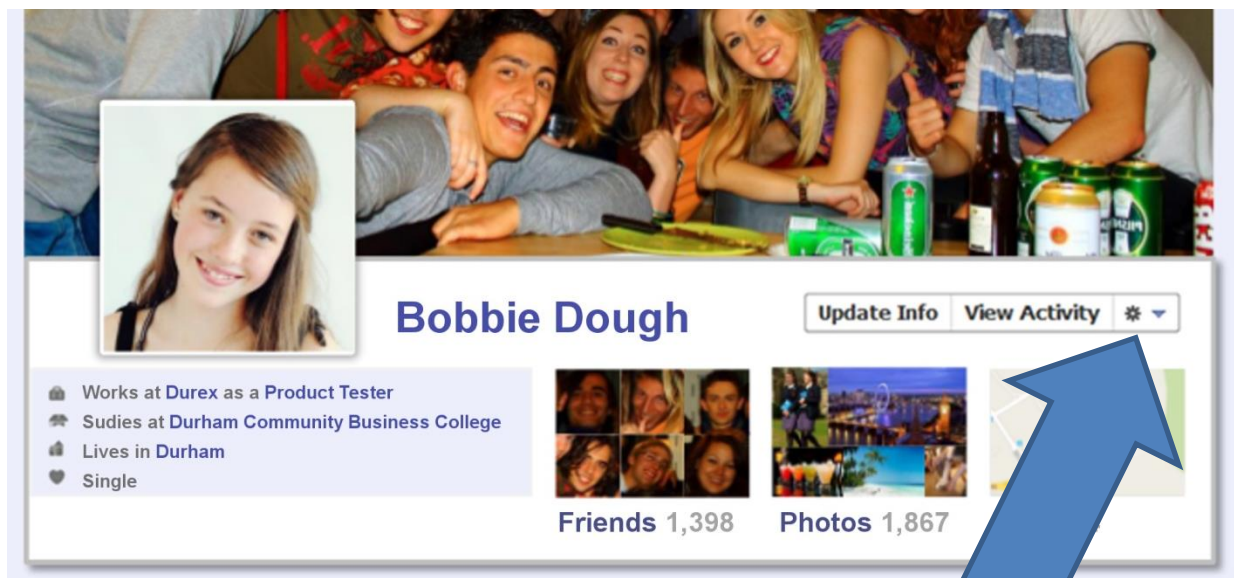 Bobbie Dough
Update Info View Activity
Works at Durex as a Product Tester
Sudies at Durham Community Business College
Lives in Durham
Single
Friends 1,398 Photos 1,867